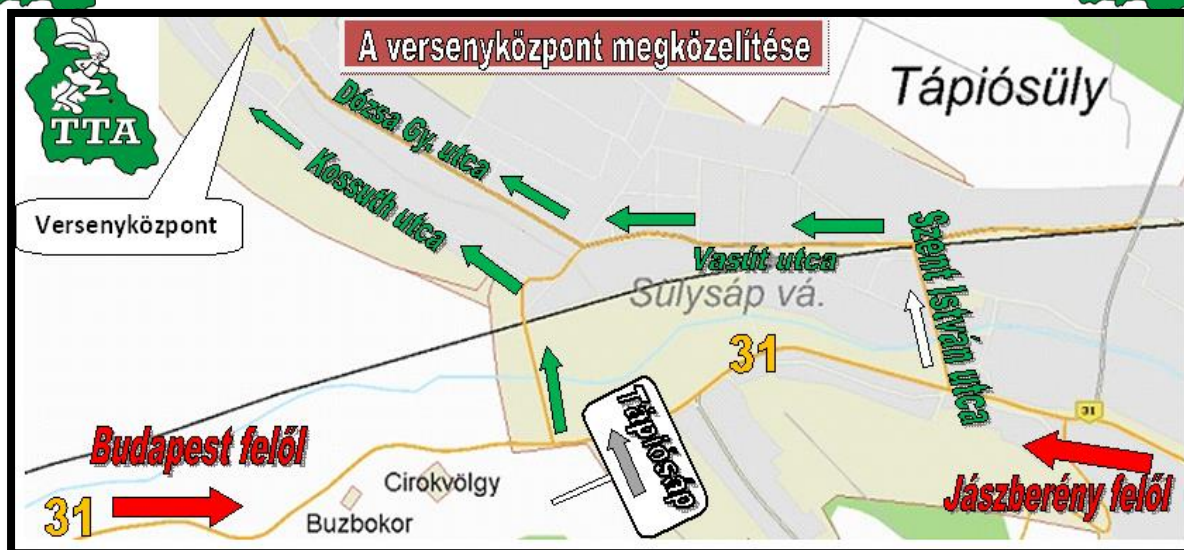 A versenyközpont megközelítése
TTA
Tápiósüly
Dózsa Gy. utca
Kossuth utca
Versenyközpont
Vasút utca
Szent István utca
Sülysáp vá.
31
31
Tápiósáp
Budapest felől
Cirokvölgy
31
Buzbokor
Jászberény felől